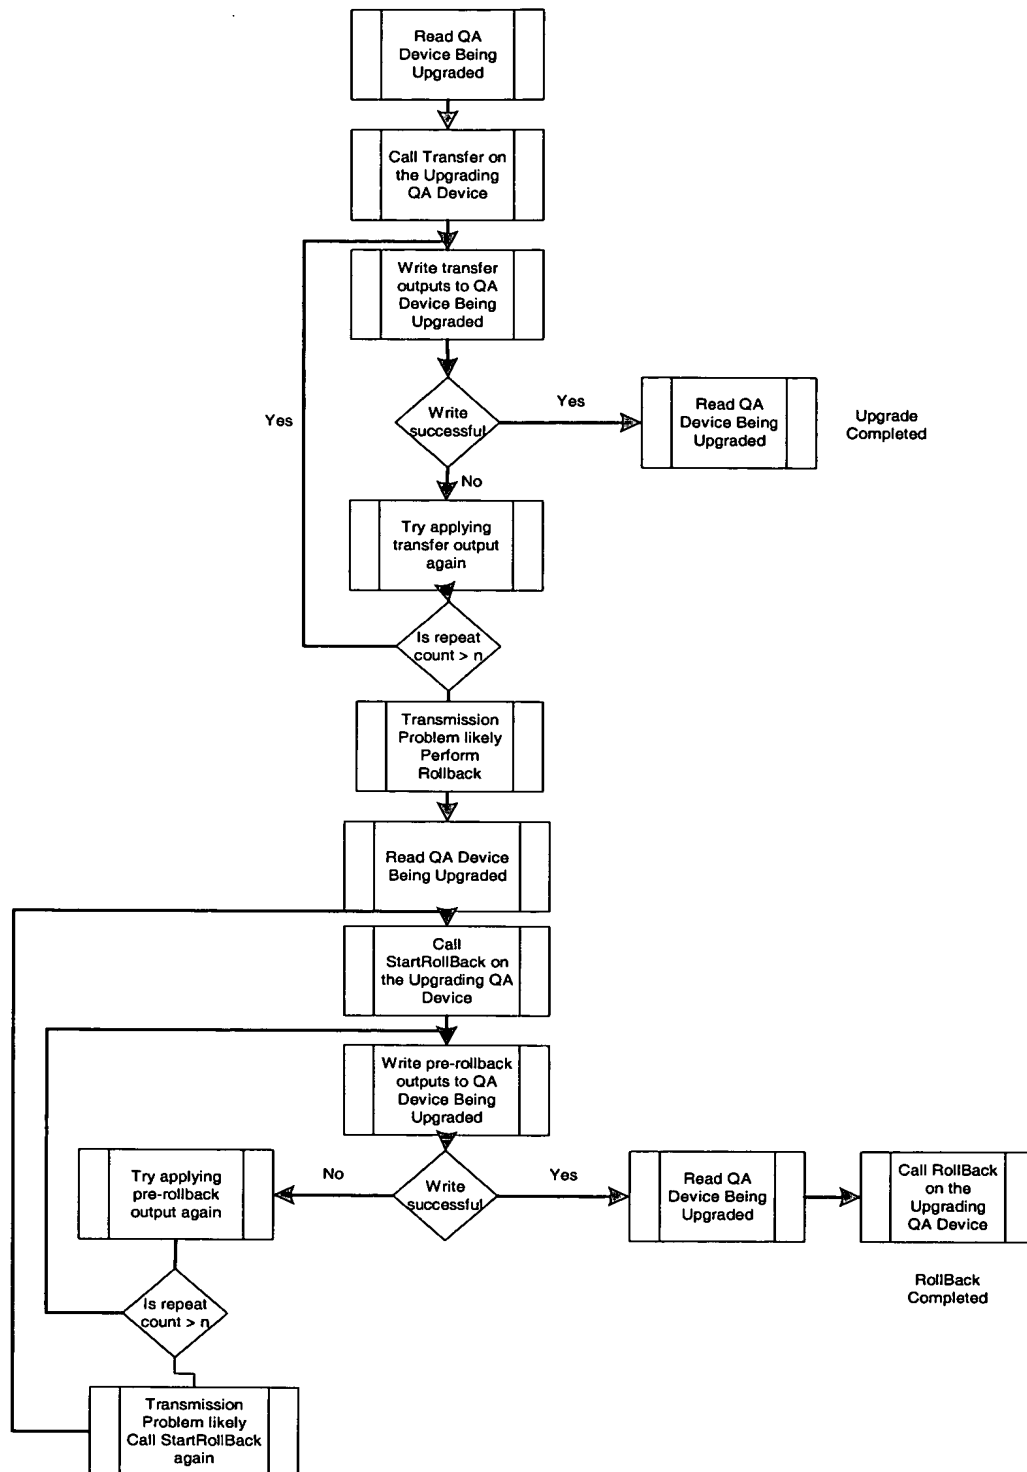 Read QA
Device Being
Upgraded
Call Transfer on
the Upgrading
QA Device
Write transfer
outputs to QA
Device Being
Upgraded
Yes
Write
successful
Yes
Read QA
Device Being
Upgraded
Upgrade
Completed
No
Try applying
transfer output
again
Is repeat
count > n
Transmission
Problem likely
Perform
Rollback
Read QA Device
Being Upgraded
Call
StartRollBack on
the Upgrading QA
Device
Write pre-rollback
outputs to QA
Device Being
Upgraded
Try applying
pre-rollback
output again
No
Write
successful
Yes
Read QA
Device Being
Upgraded
Call RollBack
on the
Upgrading
QA Device
RollBack
Completed
Is repeat
count > n
Transmission
Problem likely
Call StartRollBack
again